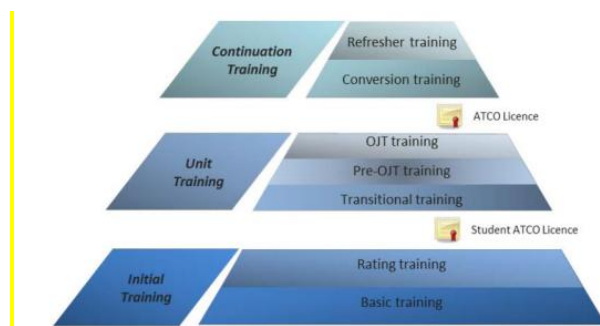 Continuation
Training
Refresher training
Conversion training
ATCO Licence
Unit
Training
OJT training
Pre-OJT training
Transitional training
Student ATCO Licence
Initial
Training
Rating training
Basic training